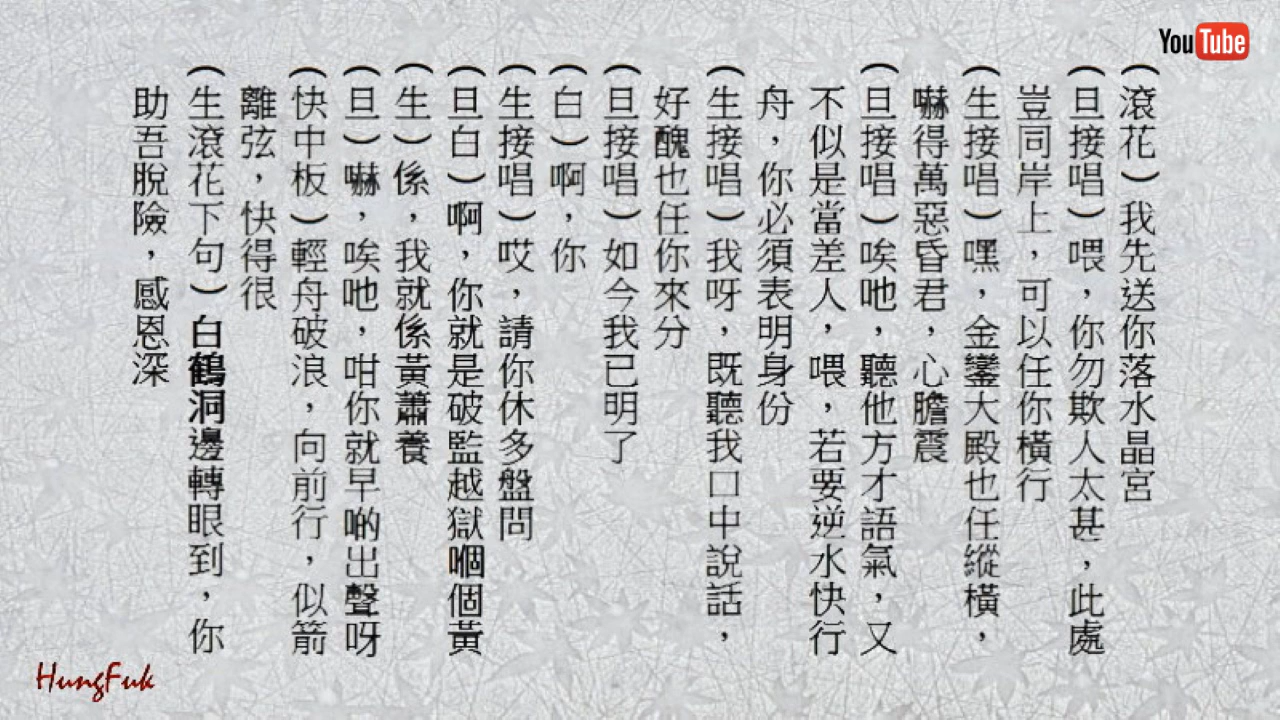 YouTube
(滾花)我先送你落水晶宮
(旦接唱)喂，你勿欺人太甚，此處
豈同岸上，可以任你橫行
(生接唱)嘿，金鑾大殿也任縱橫，
嚇得萬惡昏君，心膽震
(旦接唱)唉吔，聽他方才語氣，又
不似是當差人，喂，若要逆水快行
舟，你必須表明身份
(生接唱)我呀，既聽我口中說話，
好醜也任你來分
(旦接唱)如今我已明了
(白)啊，你
(生接唱)哎，請你休多盤問
(旦白)啊，你就是破監越獄嗰個黃
(生)係，我就係黃蕭養
(旦)嚇，唉吔，咁你就早啲出聲呀
(快中板)輕舟破浪，向前行，似箭
離弦，快得很
(生滾花下句)白鶴洞邊轉眼到，你
助吾脫險，感恩深
HungFuk